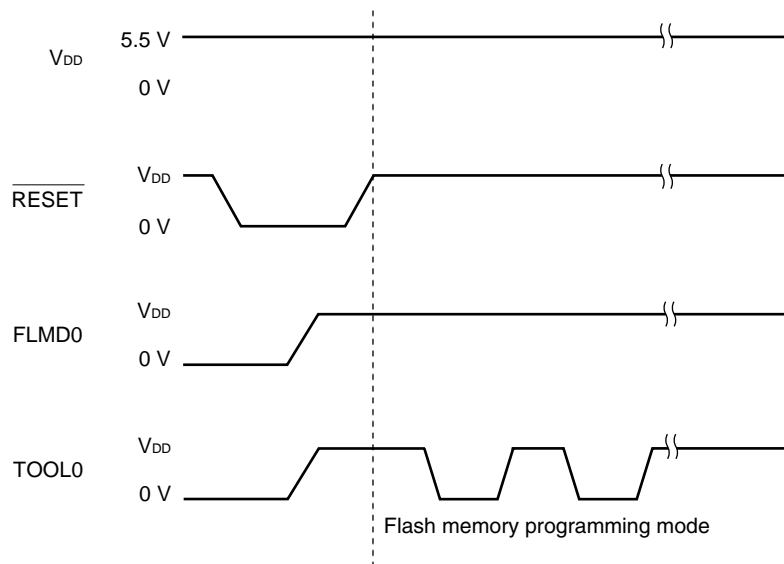 5.5 V
VDD
0 V
VDD
RESET
0 V
VDD
FLMD0
0 V
VDD
TOOL0
0 V
Flash memory programming mode